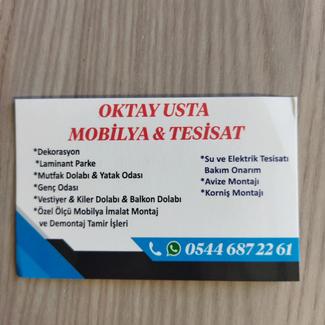 OKTAY USTA
MOBİLYA & TESİSAT
*Dekorasyon
*Laminant Parke
*Mutfak Dolabı & Yatak Odası
*Genç Odası
*Vestiyer & Kiler Dolabı & Balkon Dolabı
*Özel Ölçü Mobilya İmalat Montaj
ve Demontaj Tamir İşleri
*Su ve Elektrik Tesisatı
Bakım Onarım
*Avize Montajı
*Korniş Montajı
0544 687 22 61